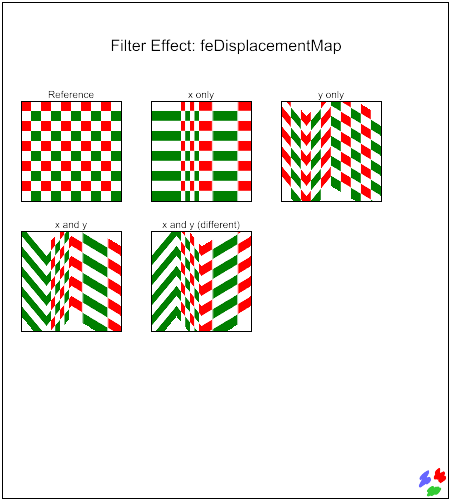 Filter Effect: feDisplacementMap
Reference
x only
y only
x and y
x and y (different)